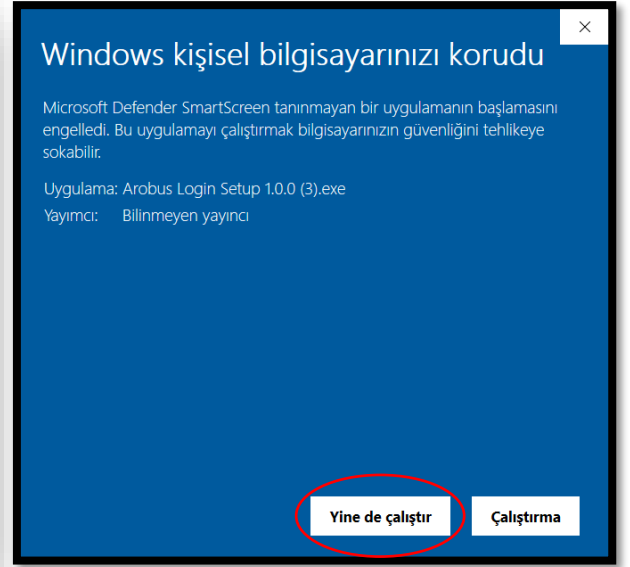 Windows kişisel bilgisayarınızı korudu
Microsoft Defender SmartScreen tanınmayan bir uygulamanın başlamasını
engelledi. Bu uygulamayı çalıştırmak bilgisayarınızın güvenliğini tehlikeye
sokabilir.
Uygulama: Arobus Login Setup 1.0.0 (3).exe
Yayımcı: Bilinmeyen yayıncı
Yine de çalıştır
Çalıştırma